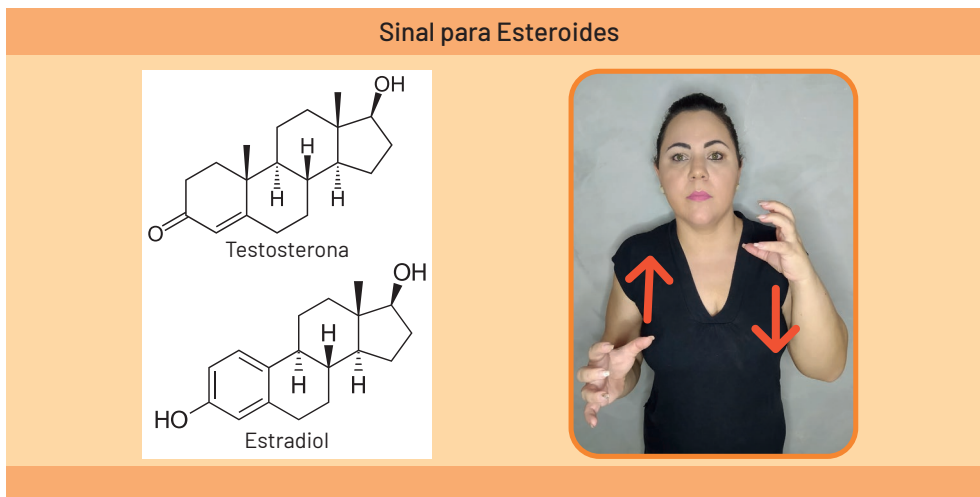 Sinal para Esteroides
OH
H
H
H
O
Testosterona
OH
H
H
H
HO
Estradiol